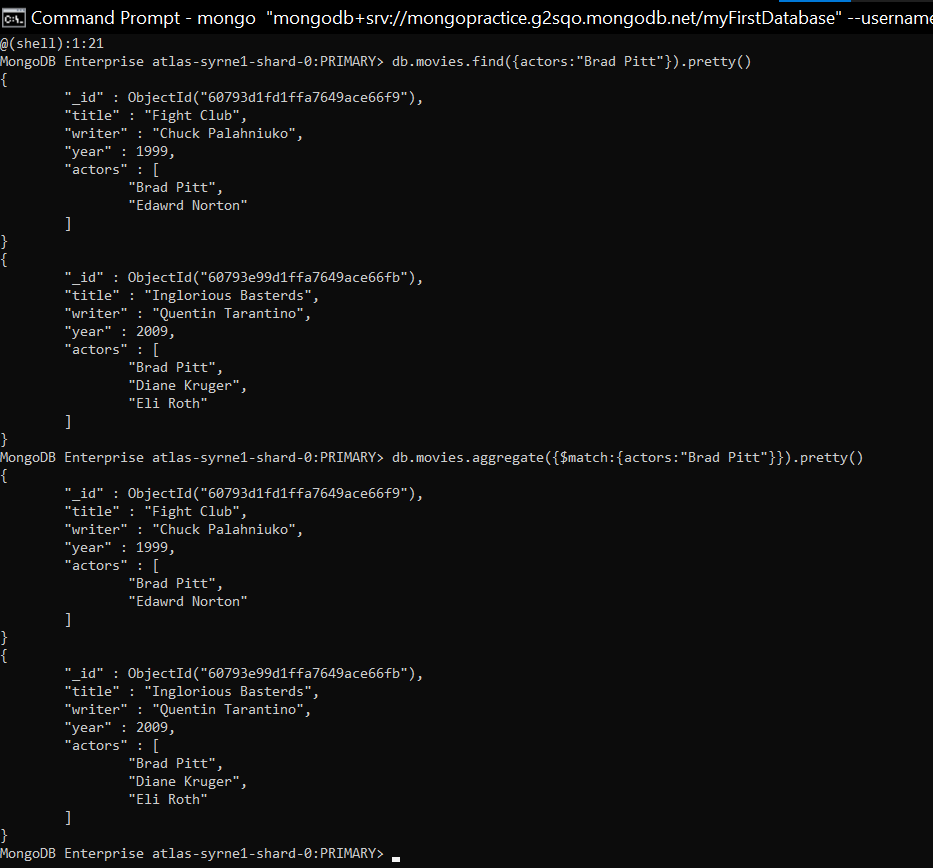 Command Prompt - mongo "mongodb+srv://mongopractice.g2sqo.mongodb.net/myFirstDatabase" --username
@(shell):1:21
MongoDB Enterprise atlas-syrne1-shard-0:PRIMARY> db.movies.find({actors:"Brad Pitt"}).pretty()
{
"_id" : ObjectId("60793d1fd1ffa7649ace66f9"),
"title" : "Fight Club",
"writer" : "Chuck Palahniuko",
"year" : 1999,
"actors" : [
"Brad Pitt",
"Edawrd Norton"
]
}
{
"_id" : ObjectId("60793e99d1ffa7649ace66fb"),
"title" : "Inglorious Basterds",
"writer" : "Quentin Tarantino",
"year" : 2009,
"actors" : [
"Brad Pitt",
"Diane Kruger",
"Eli Roth"
]
}
MongoDB Enterprise atlas-syrne1-shard-0:PRIMARY> db.movies.aggregate({$match:{actors:"Brad Pitt"}}).pretty()
{
"_id" : ObjectId("60793d1fd1ffa7649ace66f9"),
"title" : "Fight Club",
"writer" : "Chuck Palahniuko",
"year" : 1999,
"actors" : [
"Brad Pitt",
"Edawrd Norton"
]
}
{
"_id" : ObjectId("60793e99d1ffa7649ace66fb"),
"title" : "Inglorious Basterds",
"writer" : "Quentin Tarantino",
"year" : 2009,
"actors" : [
"Brad Pitt",
"Diane Kruger",
"Eli Roth"
]
}
MongoDB Enterprise atlas-syrne1-shard-0:PRIMARY>